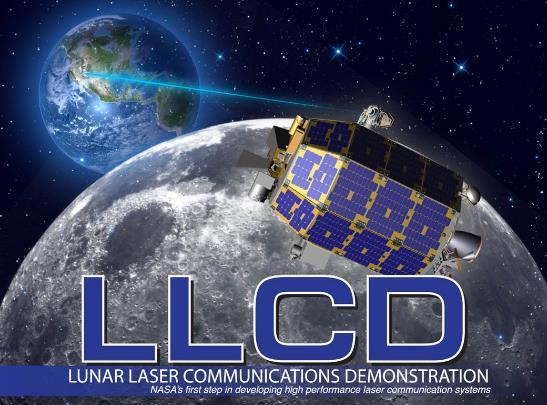 LLCD
LUNAR LASER COMMUNICATIONS DEMONSTRATION
NASA's first step in developing high performance laser communication systems